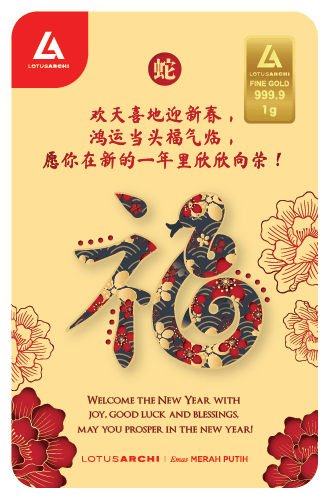 LOTUSARCHI
蛇
LOTUSARCHI
FINE GOLD
999.9
1g
欢天喜地迎新春，
鸿运当头福气临，
愿你在新的一年里欣欣向荣！
福
WELCOME THE NEW YEAR WITH
JOY, GOOD LUCK AND BLESSINGS,
MAY YOU PROSPER IN THE NEW YEAR!
LOTUSARCHI | Emas MERAH PUTIH